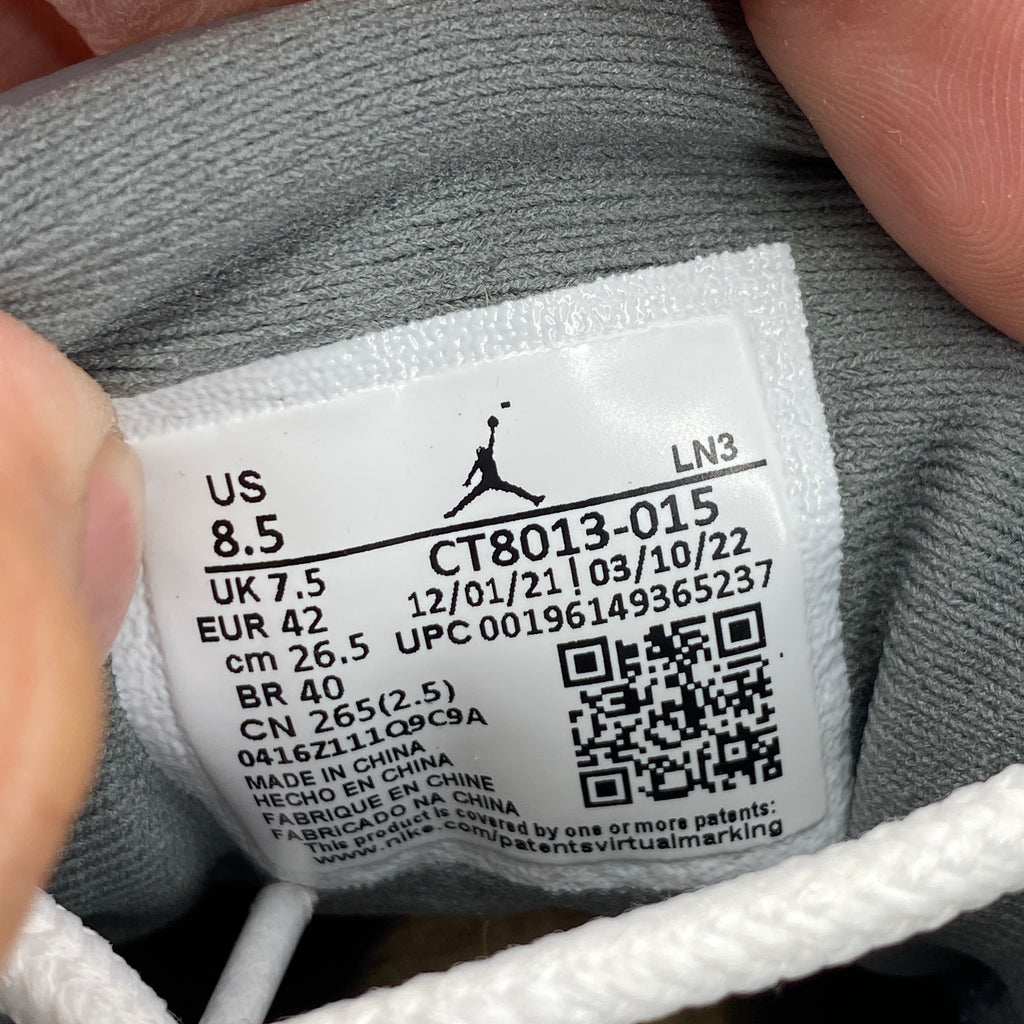 US
8.5
LN3
CT8013-015
12/01/21 | 03/10/22
UPC 00196149365237
UK 7.5
EUR 42
cm 26.5
BR 40
CN 265(2.5)
0416Z111Q9C9A
MADE IN CHINA
HECHO EN CHINA
FABRIQUE EN CHINE
FABRICADO NA CHINA
This product is covered by one or more patents:
www.nike.com/patentsvirtualmarking